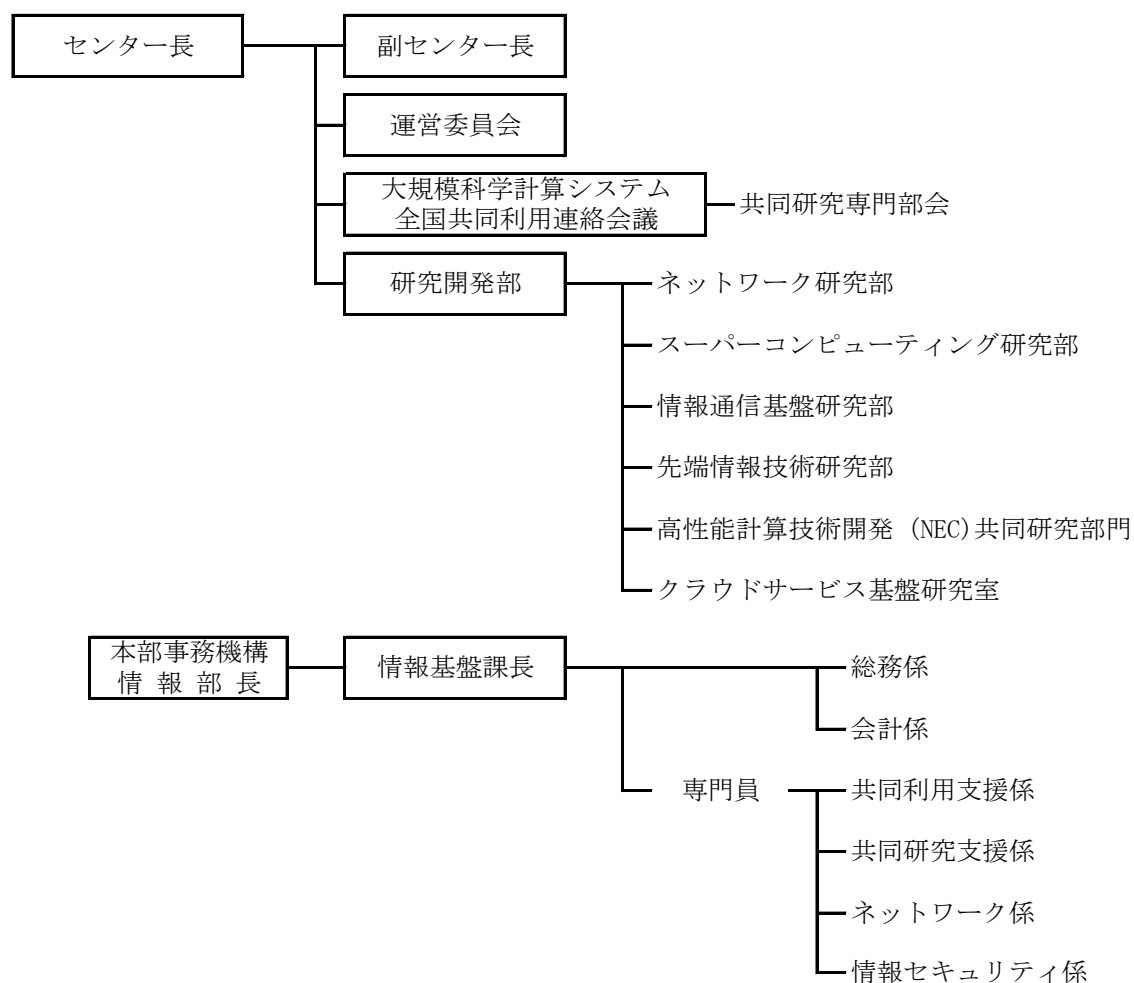 センター長
副センター長
運営委員会
大規模科学計算システム
全国共同利用連絡会議
共同研究専門部会
研究開発部
ネットワーク研究部
スーパーコンピューティング研究部
情報通信基盤研究部
先端情報技術研究部
高性能計算技術開発 (NEC)共同研究部門
クラウドサービス基盤研究室
本部事務機構
情 報 部 長
情報基盤課長
総務係
会計係
専門員
共同利用支援係
共同研究支援係
ネットワーク係
情報セキュリティ係